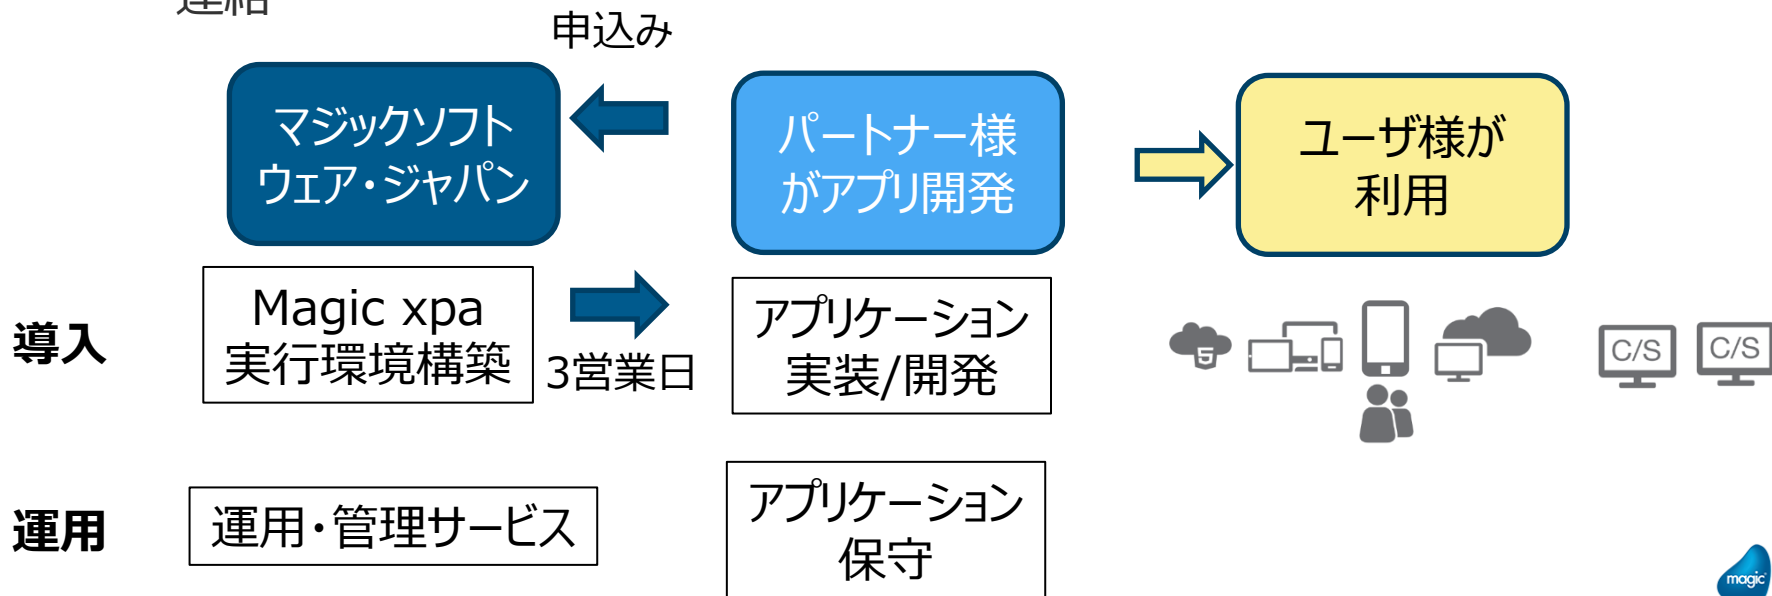 連結
申込み
マジックソフト
ウェア・ジャパン
パートナー様
がアプリ開発
ユーザ様が
利用
導入
Magic xpa
実行環境構築
3営業日
アプリケーション
実装/開発
5
C/S
C/S
運用
運用・管理サービス
アプリケーション
保守
magic